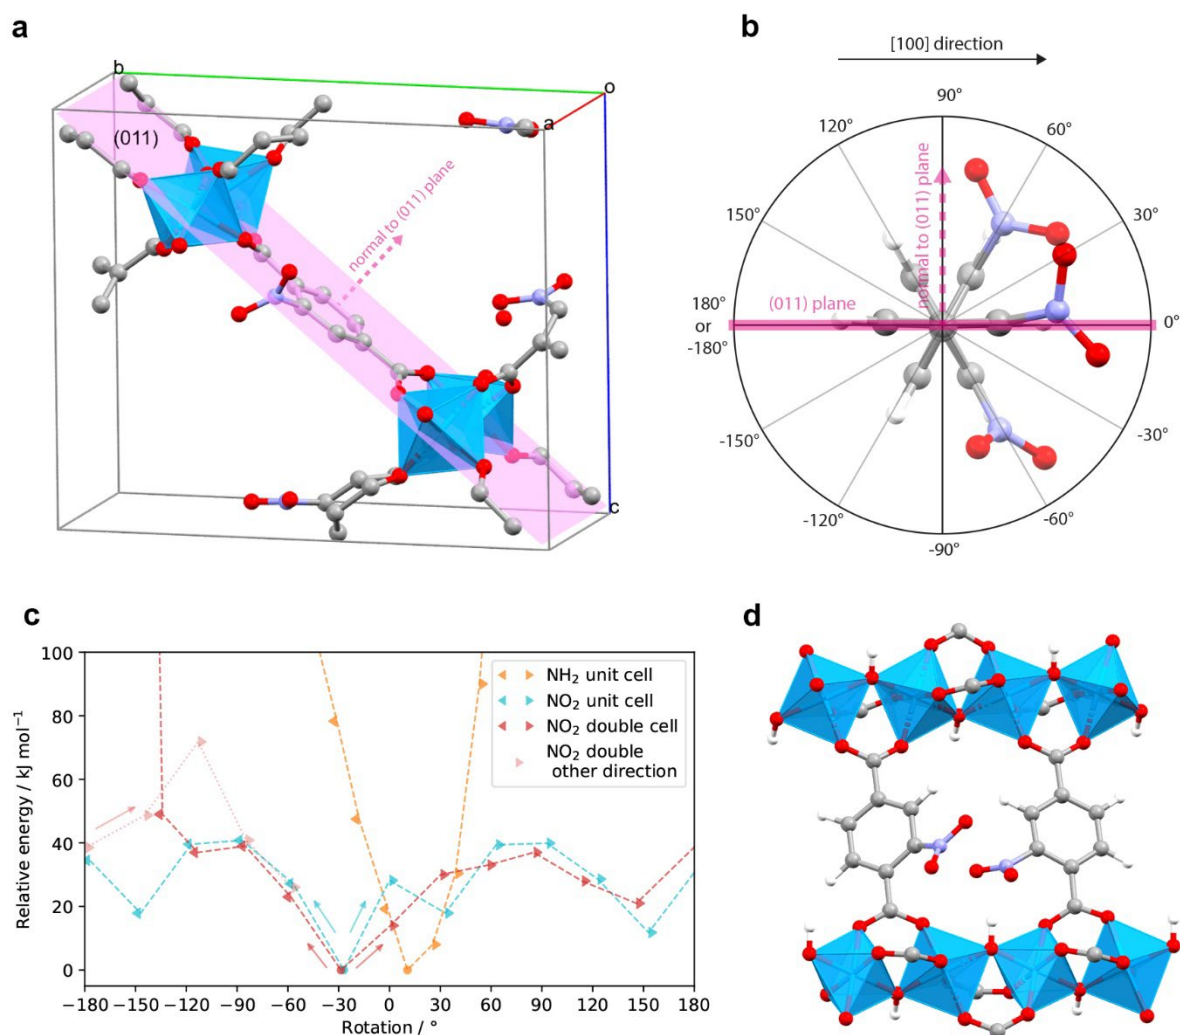 a
b
o
a
(011)
normal to (011) plane
c
b
[100] direction
90°
120°
60°
150°
30°
normal to (011) plane
(011) plane
180°
or
-180°
0°
-150°
-30°
-120°
-60°
-90°
c
100
80
60
40
20
0
Relative energy / kJ mol⁻¹
NH₂ unit cell
NO₂ unit cell
NO₂ double cell
NO₂ double
other direction
−180 −150 −120 −90 −60 −30 0 30 60 90 120 150 180
Rotation / °
d